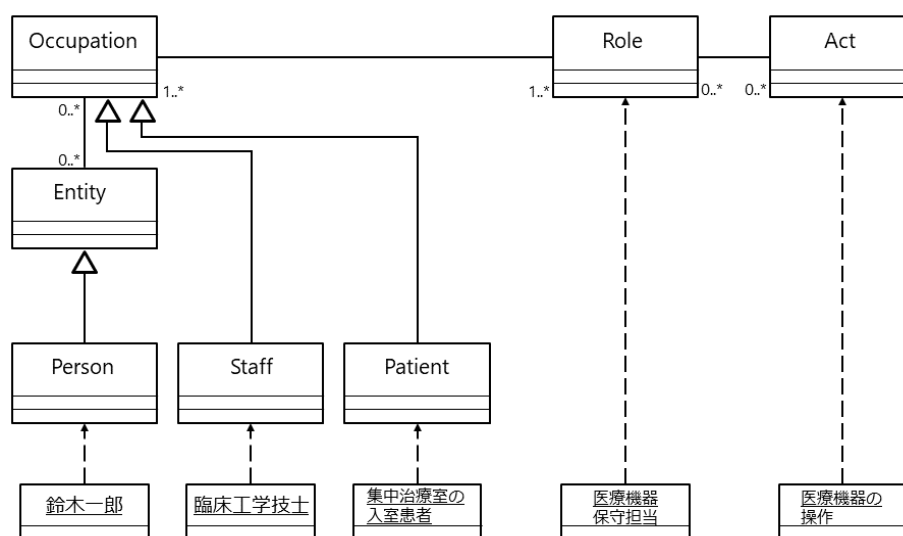 Occupation
Role
Act
1..*
1..*
0..*
0..*
0..*
0..*
Entity
Person
Staff
Patient
鈴木一郎
臨床工学技士
集中治療室の
入室患者
医療機器
保守担当
医療機器の
操作